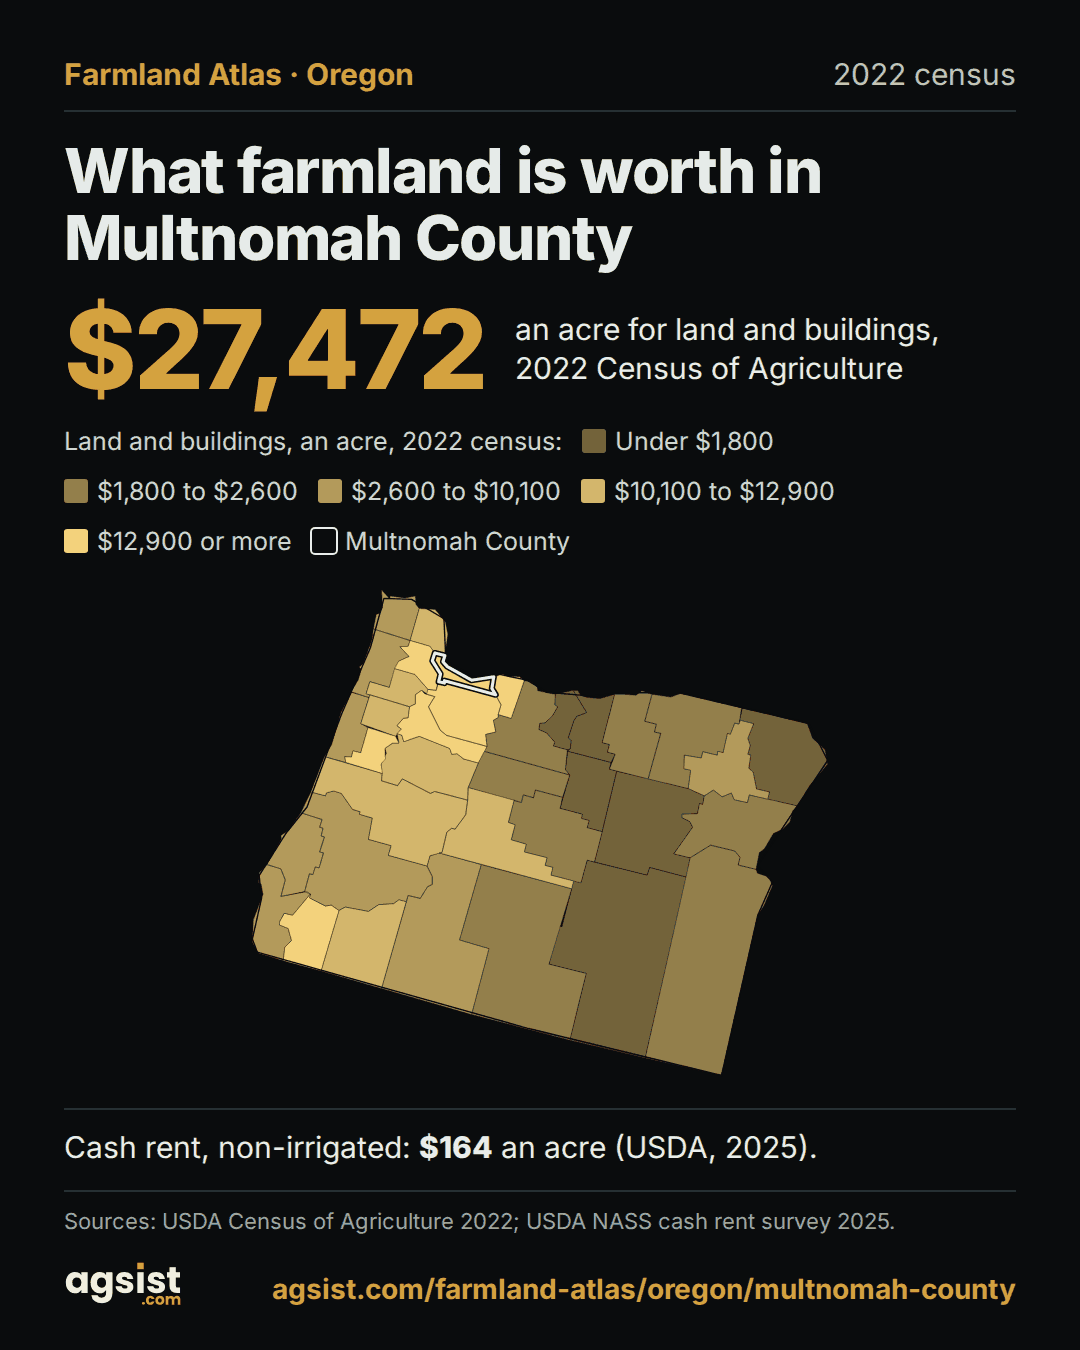 Farmland Atlas · Oregon
2022 census
What farmland is worth in
Multnomah County
$27,472
an acre for land and buildings,
2022 Census of Agriculture
Land and buildings, an acre, 2022 census: Under $1,800
$1,800 to $2,600 $2,600 to $10,100 $10,100 to $12,900
$12,900 or more Multnomah County
Cash rent, non-irrigated: $164 an acre (USDA, 2025).
Sources: USDA Census of Agriculture 2022; USDA NASS cash rent survey 2025.
agsist
.com
agsist.com/farmland-atlas/oregon/multnomah-county